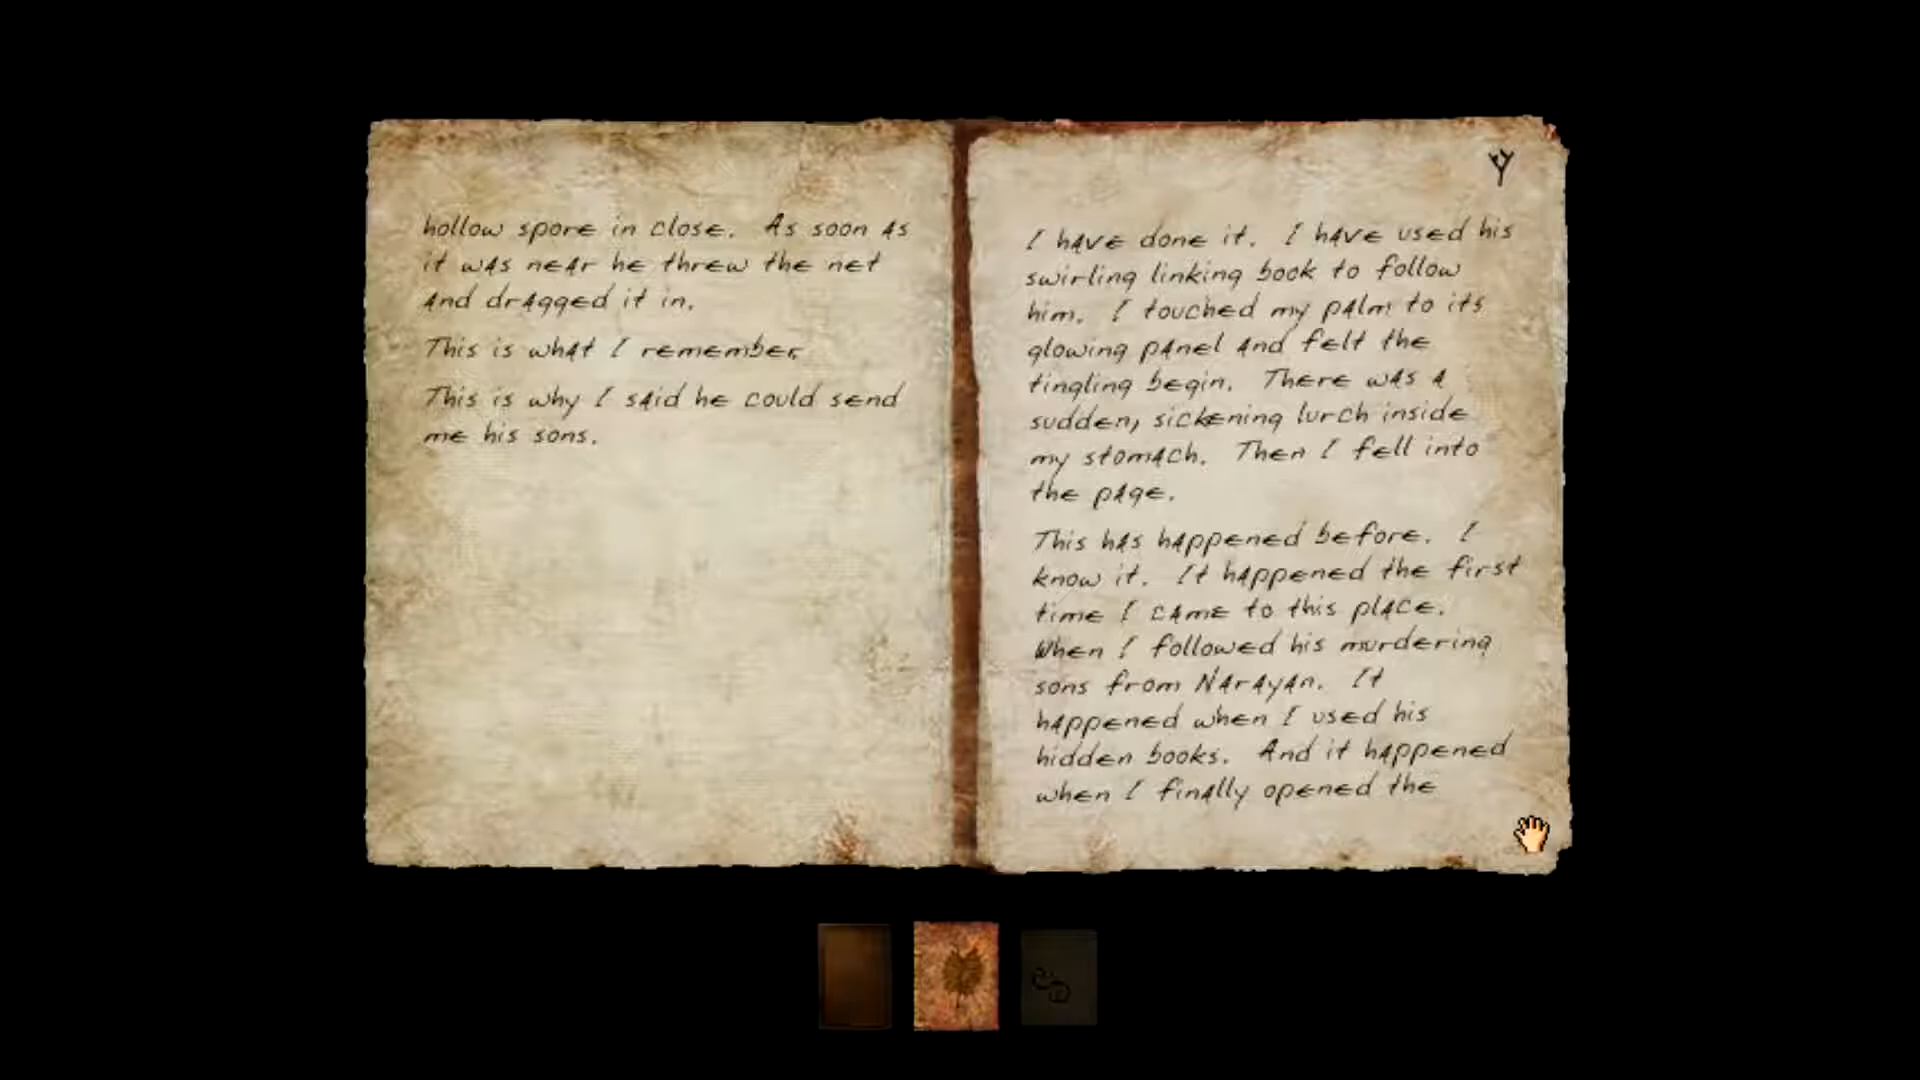 hollow spore in close. As soon as
it was near he threw the net
and dragged it in.
This is what I remember.
This is why I said he could send
me his sons.
I have done it. I have used his
swirling linking book to follow
him. I touched my palm to its
glowing panel and felt the
tingling begin. There was a
sudden, sickening lurch inside
my stomach. Then I fell into
the page.
This has happened before. I
know it. It happened the first
time I came to this place.
When I followed his murdering
sons from Narayan. It
happened when I used his
hidden books. And it happened
when I finally opened the